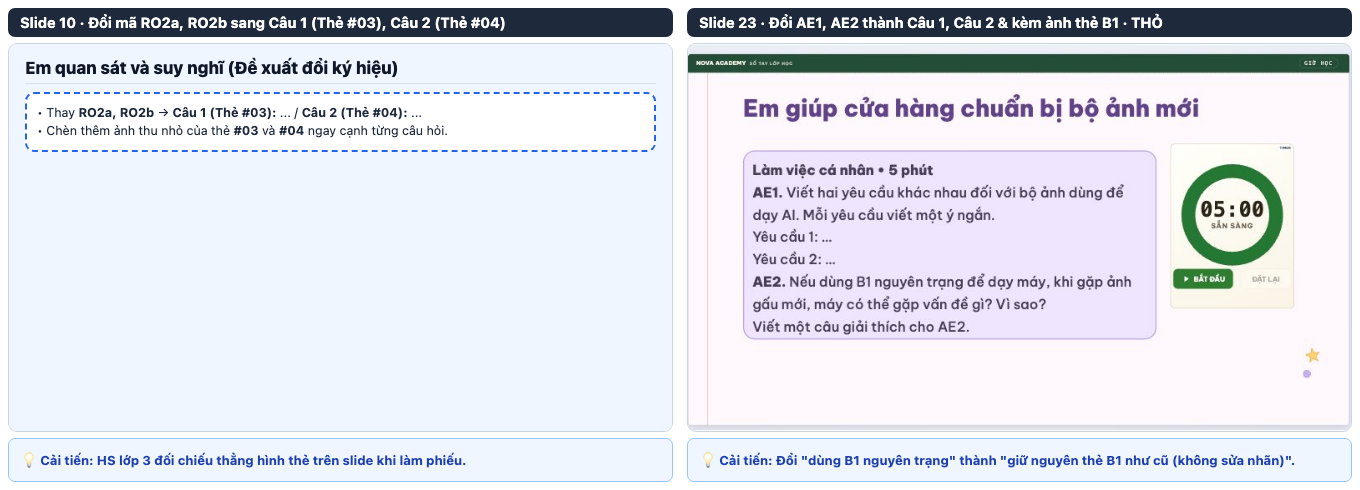 Slide 10 · Đổi mã RO2a, RO2b sang Câu 1 (Thẻ #03), Câu 2 (Thẻ #04)
Em quan sát và suy nghĩ (Đề xuất đổi ký hiệu)
• Thay RO2a, RO2b → Câu 1 (Thẻ #03): ... / Câu 2 (Thẻ #04): ...
• Chèn thêm ảnh thu nhỏ của thẻ #03 và #04 ngay cạnh từng câu hỏi.
💡 Cải tiến: HS lớp 3 đối chiếu thẳng hình thẻ trên slide khi làm phiếu.
Slide 23 · Đổi AE1, AE2 thành Câu 1, Câu 2 & kèm ảnh thẻ B1 · THỎ
NOVA ACADEMY SỔ TAY LỚP HỌC
GIỜ HỌC
Em giúp cửa hàng chuẩn bị bộ ảnh mới
Làm việc cá nhân • 5 phút
AE1. Viết hai yêu cầu khác nhau đối với bộ ảnh dùng để
dạy AI. Mỗi yêu cầu viết một ý ngắn.
Yêu cầu 1: ...
Yêu cầu 2: ...
AE2. Nếu dùng B1 nguyên trạng để dạy máy, khi gặp ảnh
gấu mới, máy có thể gặp vấn đề gì? Vì sao?
Viết một câu giải thích cho AE2.
05:00
SẴN SÀNG
▶ BẮT ĐẦU
ĐẶT LẠI
💡 Cải tiến: Đổi "dùng B1 nguyên trạng" thành "giữ nguyên thẻ B1 như cũ (không sửa nhãn)".